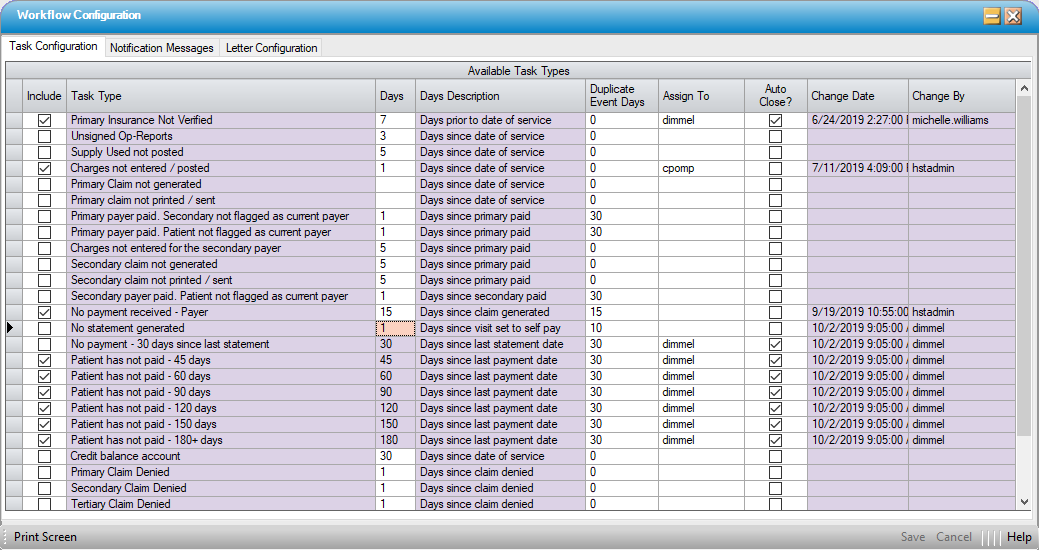 Workflow Configuration
Task Configuration Notification Messages Letter Configuration
Available Task Types
Include Task Type Days Days Description Duplicate Event Days Assign To Auto Close? Change Date Change By
Primary Insurance Not Verified 7 Days prior to date of service 0 dimmel 6/24/2019 2:27:00 michelle.williams
Unsigned Op-Reports 3 Days since date of service 0
Supply Used not posted 5 Days since date of service 0
Charges not entered / posted 1 Days since date of service 0 cpomp 7/11/2019 4:09:00 hstadmin
Primary Claim not generated Days since date of service 0
Primary claim not printed / sent Days since date of service 0
Primary payer paid. Secondary not flagged as current payer 1 Days since primary paid 30
Primary payer paid. Patient not flagged as current payer 1 Days since primary paid 30
Charges not entered for the secondary payer 5 Days since primary paid 0
Secondary claim not generated 5 Days since primary paid 0
Secondary claim not printed / sent 5 Days since primary paid 0
Secondary payer paid. Patient not flagged as current payer 1 Days since secondary paid 30
No payment received - Payer 15 Days since claim generated 15 9/19/2019 10:55:00 hstadmin
No statement generated 1 Days since visit set to self pay 10 10/2/2019 9:05:00 dimmel
No payment - 30 days since last statement 30 Days since last statement date 30 dimmel 10/2/2019 9:05:00 dimmel
Patient has not paid - 45 days 45 Days since last payment date 30 dimmel 10/2/2019 9:05:00 dimmel
Patient has not paid - 60 days 60 Days since last payment date 30 dimmel 10/2/2019 9:05:00 dimmel
Patient has not paid - 90 days 90 Days since last payment date 30 dimmel 10/2/2019 9:05:00 dimmel
Patient has not paid - 120 days 120 Days since last payment date 30 dimmel 10/2/2019 9:05:00 dimmel
Patient has not paid - 150 days 150 Days since last payment date 30 dimmel 10/2/2019 9:05:00 dimmel
Patient has not paid - 180+ days 180 Days since last payment date 30 dimmel 10/2/2019 9:05:00 dimmel
Credit balance account 30 Days since date of service 0
Primary Claim Denied 1 Days since claim denied 0
Secondary Claim Denied 1 Days since claim denied 0
Tertiary Claim Denied 1 Days since claim denied 0
Print Screen Save Cancel Help